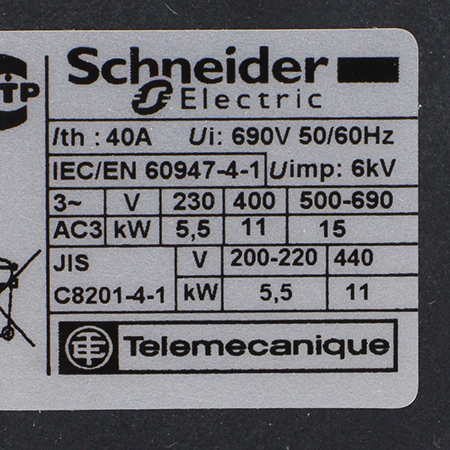 Schneider
Electric
TP
Ith : 40A Ui: 690V 50/60Hz
IEC/EN 60947-4-1 Uimp: 6kV
3~ V 230 400 500-690
AC3 kW 5,5 11 15
JIS V 200-220 440
C8201-4-1 kW 5,5 11
Telemecanique